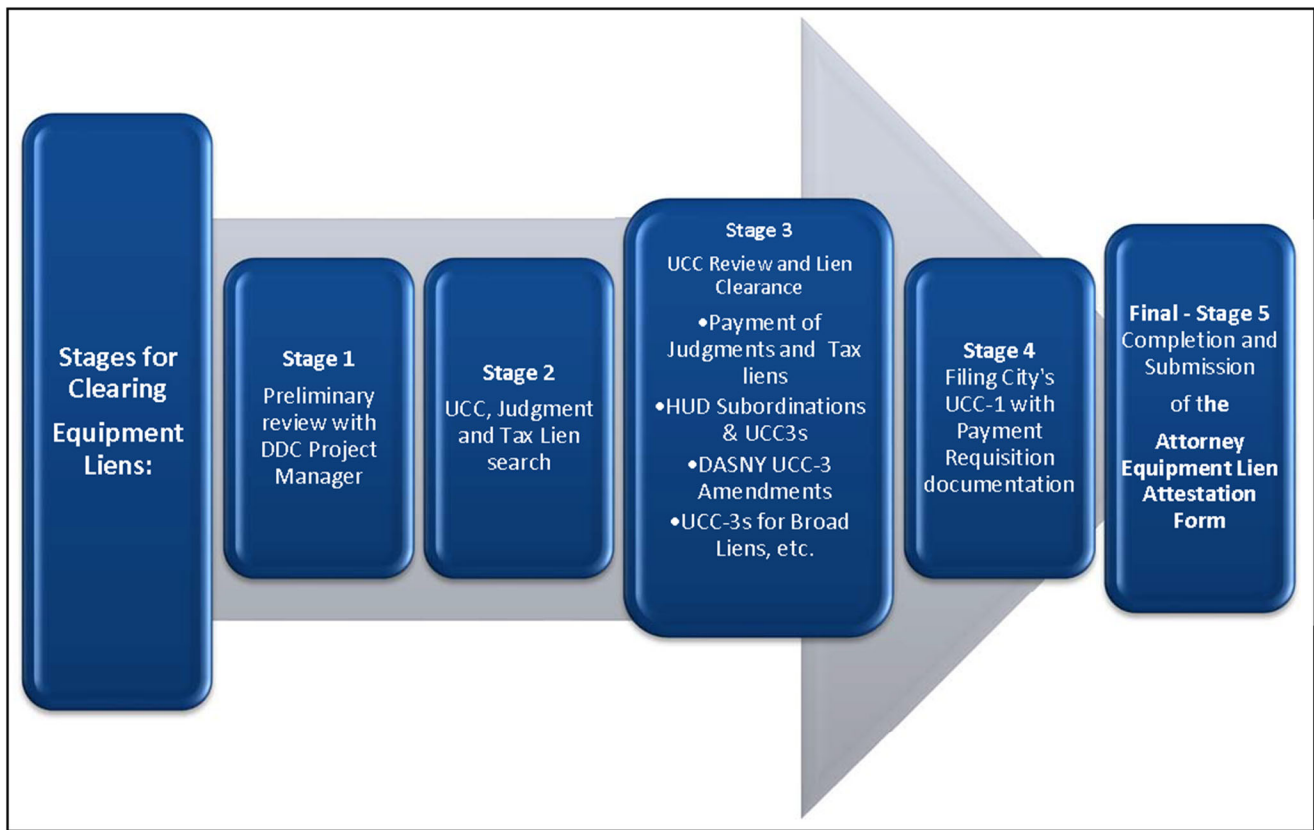 Stages for
Clearing
Equipment
Liens:
Stage 1
Preliminary
review with
DDC Project
Manager
Stage 2
UCC, Judgment
and Tax Lien
search
Stage 3
UCC Review and Lien
Clearance
•Payment of
Judgments and Tax
liens
•HUD Subordinations
& UCC3s
•DASNY UCC-3
Amendments
•UCC-3s for Broad
Liens, etc.
Stage 4
Filing City's
UCC-1 with
Payment
Requisition
documentation
Final - Stage 5
Completion and
Submission
of the
Attorney
Equipment Lien
Attestation
Form